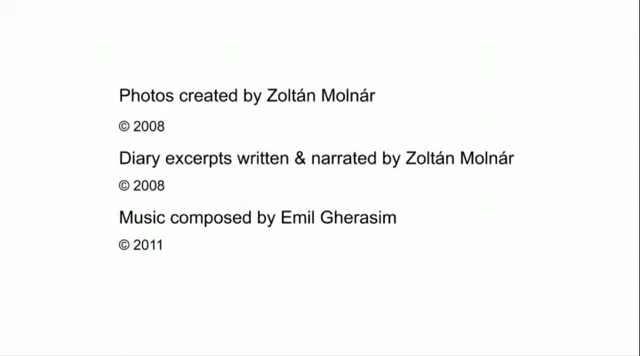 Photos created by Zoltán Molnár
© 2008
Diary excerpts written & narrated by Zoltán Molnár
© 2008
Music composed by Emil Gherasim
© 2011